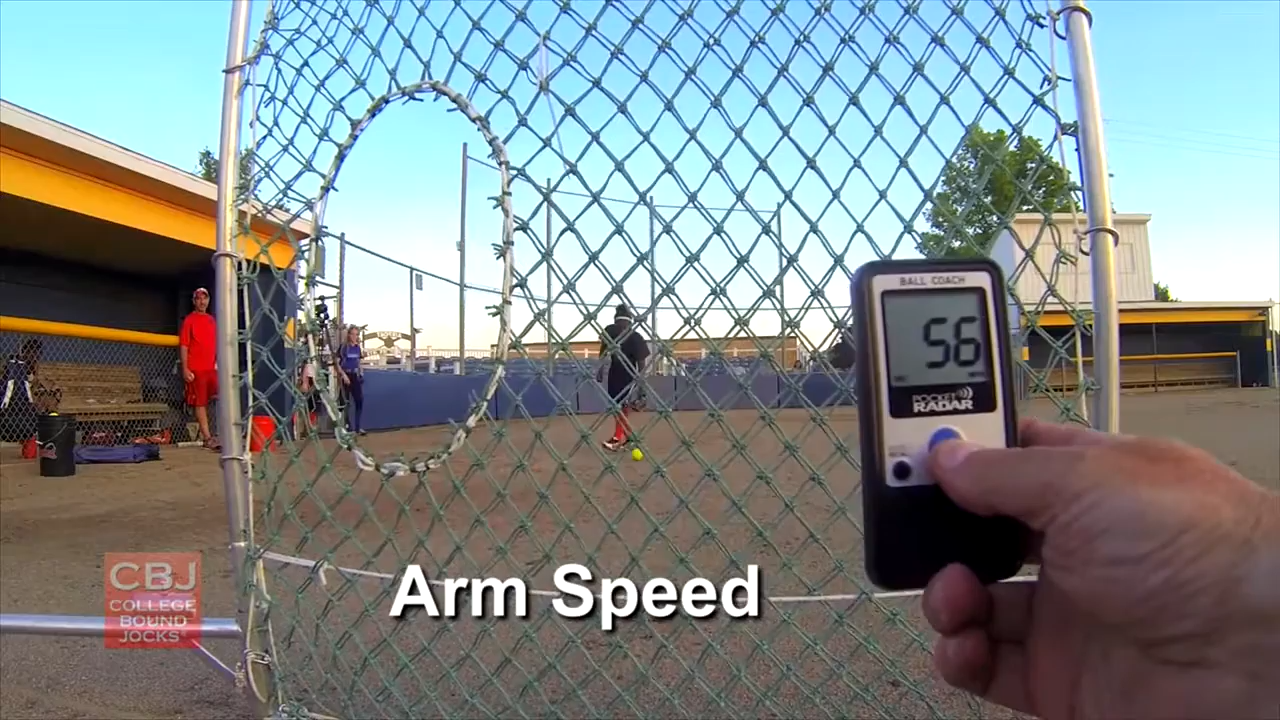 BALL COACH
56
POCKET
RADAR
Arm Speed
CBJ
COLLEGE
BOUND
JOCKS